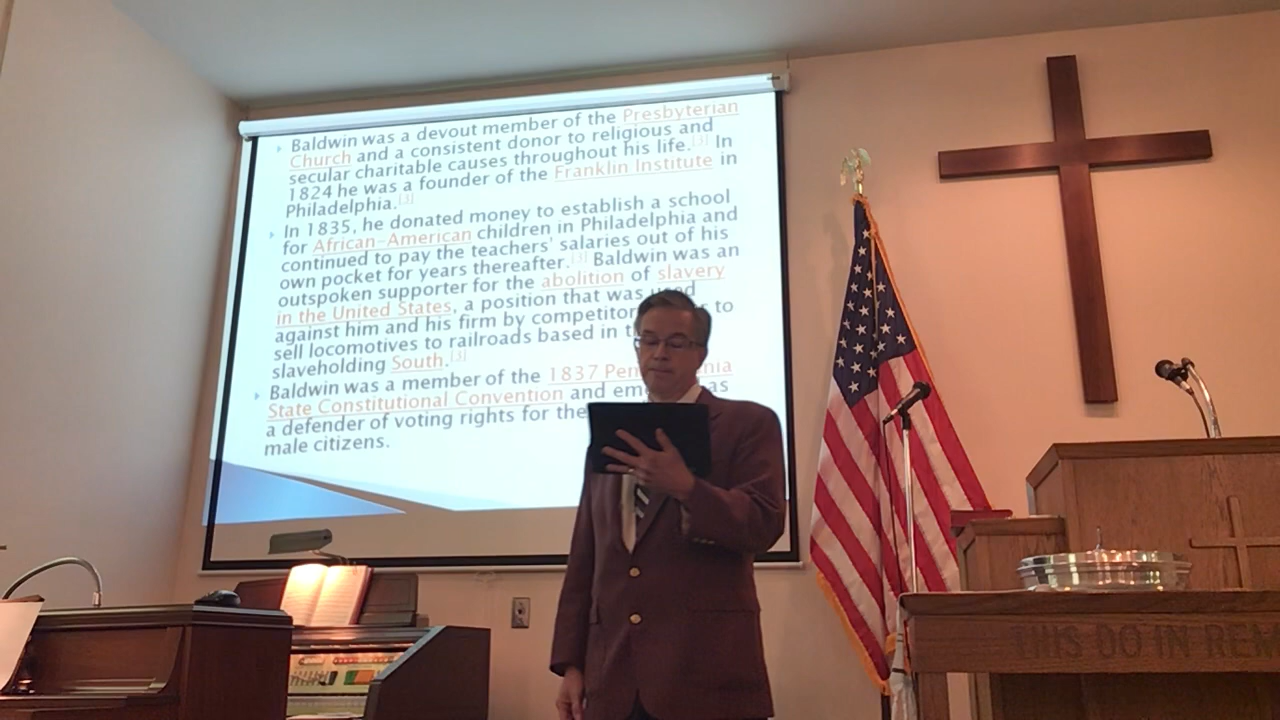 Baldwin was a devout member of the Presbyterian
Church and a consistent donor to religious and
secular charitable causes throughout his life.[3] In
1824 he was a founder of the Franklin Institute in
Philadelphia.[3]
In 1835, he donated money to establish a school
for African-American children in Philadelphia and
continued to pay the teachers' salaries out of his
own pocket for years thereafter.[3] Baldwin was an
outspoken supporter for the abolition of slavery
in the United States, a position that was used
against him and his firm by competitor to
sell locomotives to railroads based in
slaveholding South.[3]
Baldwin was a member of the 1837
State Constitutional Convention and as
a defender of voting rights for
male citizens.
THIS DO IN REM